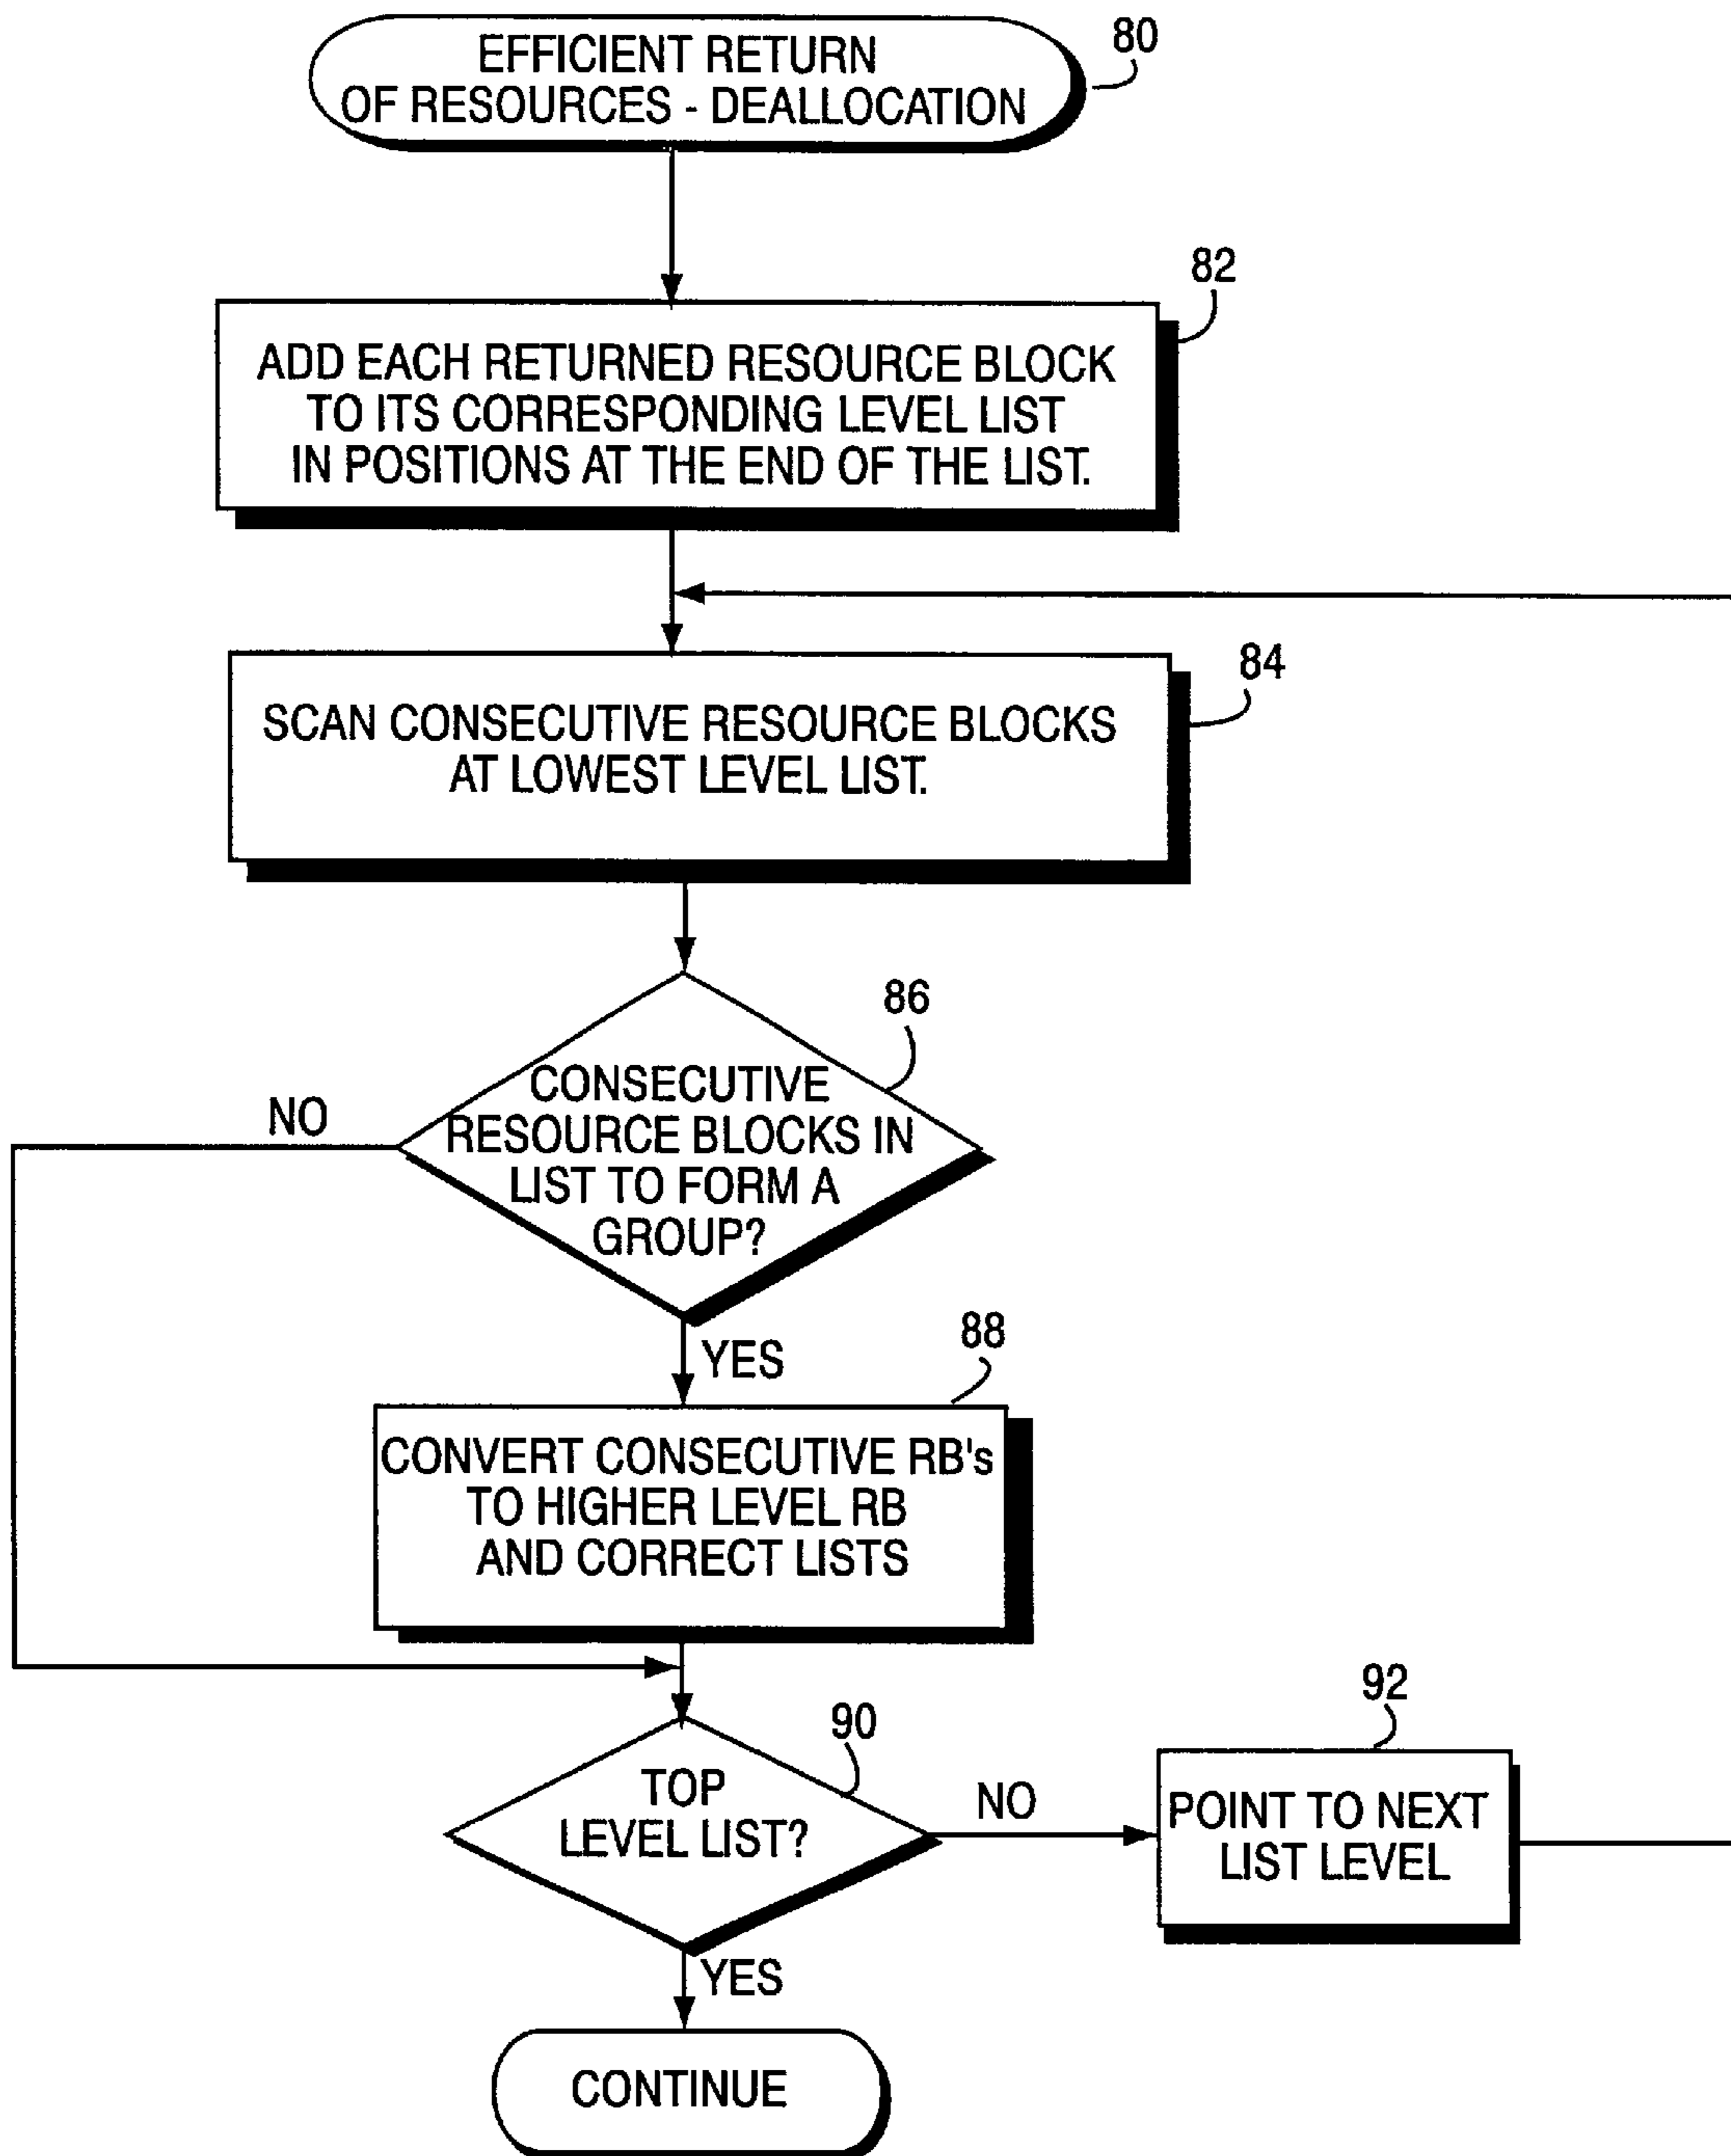 EFFICIENT RETURN
OF RESOURCES - DEALLOCATION
80
82
ADD EACH RETURNED RESOURCE BLOCK
TO ITS CORRESPONDING LEVEL LIST
IN POSITIONS AT THE END OF THE LIST.
84
SCAN CONSECUTIVE RESOURCE BLOCKS
AT LOWEST LEVEL LIST.
86
CONSECUTIVE
RESOURCE BLOCKS IN
LIST TO FORM A
GROUP?
NO
YES
88
CONVERT CONSECUTIVE RB's
TO HIGHER LEVEL RB
AND CORRECT LISTS
90
TOP
LEVEL LIST?
NO
92
POINT TO NEXT
LIST LEVEL
YES
CONTINUE